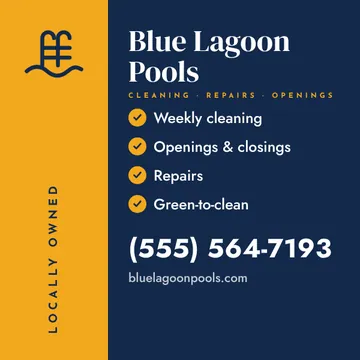 Blue Lagoon
Pools
CLEANING · REPAIRS · OPENINGS
Weekly cleaning
Openings & closings
Repairs
Green-to-clean
(555) 564-7193
bluelagoonpools.com
LOCALLY OWNED